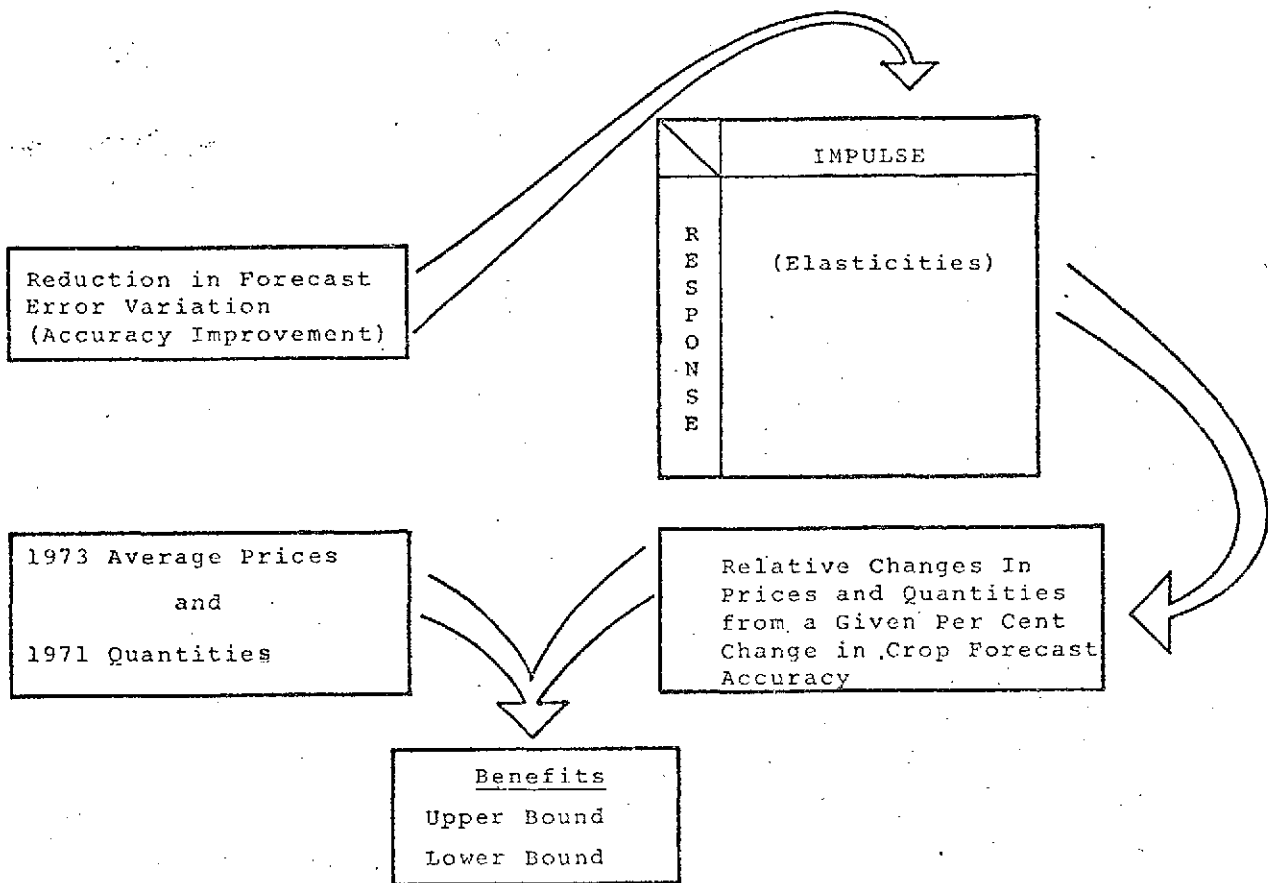 IMPULSE
RESPONSE
(Elasticities)
Reduction in Forecast
Error Variation
(Accuracy Improvement)
1973 Average Prices
and
1971 Quantities
Relative Changes In
Prices and Quantities
from a Given Per Cent
Change in Crop Forecast
Accuracy
Benefits
Upper Bound
Lower Bound